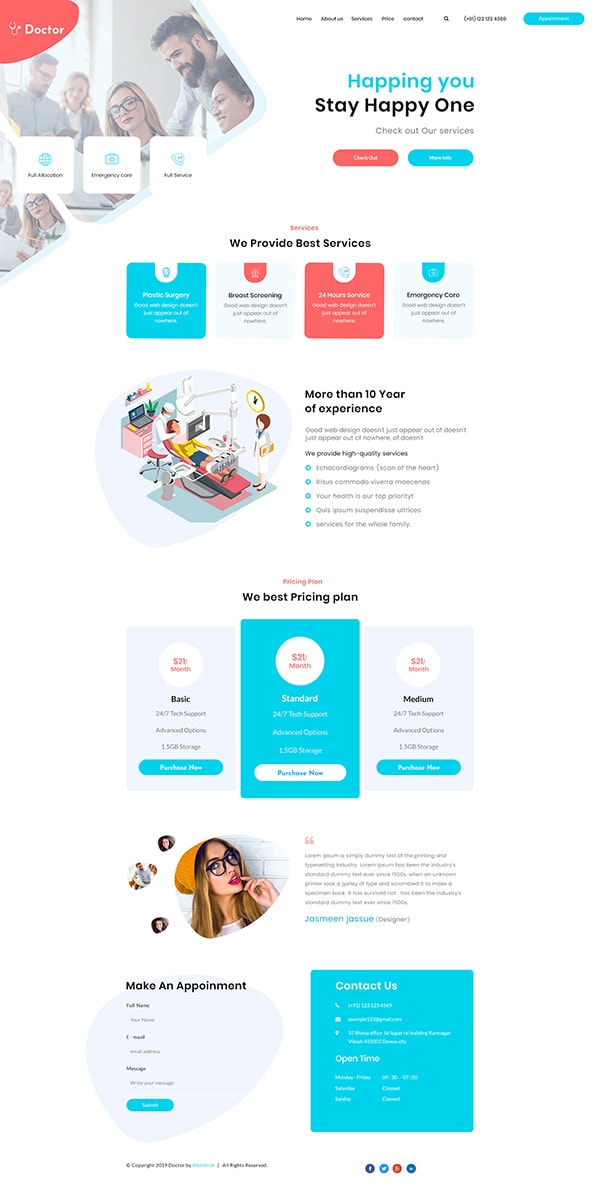 Doctor
Home About us Services Price contact (+91) 123 123 4569 Appointment
Happing you
Stay Happy One
Check out Our services
Check Out More Info
Full Allocation Emergency care Full Service
Services
We Provide Best Services
Plastic Surgery
Good web design doesn't
just appear out of
nowhere,
Breast Screening
Good web design doesn't
just appear out of
nowhere,
24 Hours Service
Good web design doesn't
just appear out of
nowhere,
Emergency Care
Good web design doesn't
just appear out of
nowhere,
More than 10 Year
of experience
Good web design doesn't just appear out of doesn't
just appear out of nowhere, of doesn't
We provide high-quality services
Echocardiograms (scan of the heart)
Risus commodo viverra maecenas
Your health is our top priority!
Quis ipsum suspendisse ultrices
services for the whole family.
Pricing Plan
We best Pricing plan
$21/
Month
Basic
24/7 Tech Support
Advanced Options
1.5GB Storage
Purchase Now
$21/
Month
Standard
24/7 Tech Support
Advanced Options
1.5GB Storage
Purchase Now
$21/
Month
Medium
24/7 Tech Support
Advanced Options
1.5GB Storage
Purchase Now
Lorem Ipsum is simply dummy text of the printing and
typesetting industry. Lorem Ipsum has been the industry's
standard dummy text ever since 1500s, when an unknown
printer took a galley of type and scrambled it to make a
specimen book. It has survived not. has been the industry's
standard dummy text ever since 1500s,
Jasmeen jassue (Designer)
Make An Appoinment
Full Name
Your Name
E - maail
email address
Message
Write your message
Submit
Contact Us
(+91) 123 123 4569
example123@gmail.com
37 Bhima office lal lajpat rai building Ramnagar
Vikash 455001 Dewas city
Open Time
Monday - Friday 09 : 30 - 07 : 00
Saturday Closed
Sunday Closed
© Copyright 2019 Doctor by | All Rights Reserved.